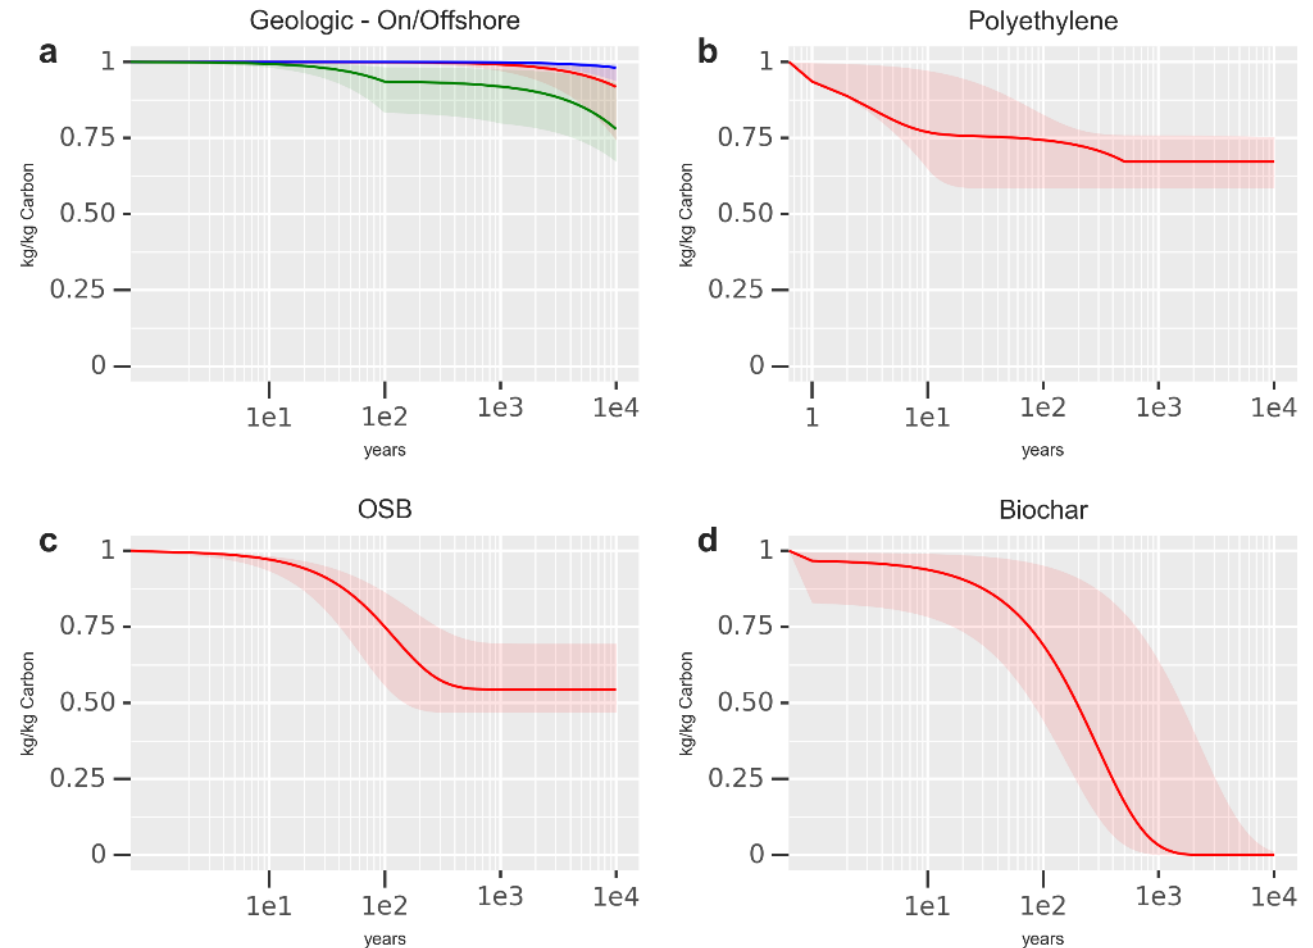 Geologic - On/Offshore
a
1
0.75
0.50
0.25
0
kg/kg Carbon
1e1
1e2
1e3
1e4
years
Polyethylene
b
1
0.75
0.50
0.25
0
kg/kg Carbon
1
1e1
1e2
1e3
1e4
years
OSB
c
1
0.75
0.50
0.25
0
kg/kg Carbon
1e1
1e2
1e3
1e4
years
Biochar
d
1
0.75
0.50
0.25
0
kg/kg Carbon
1e1
1e2
1e3
1e4
years